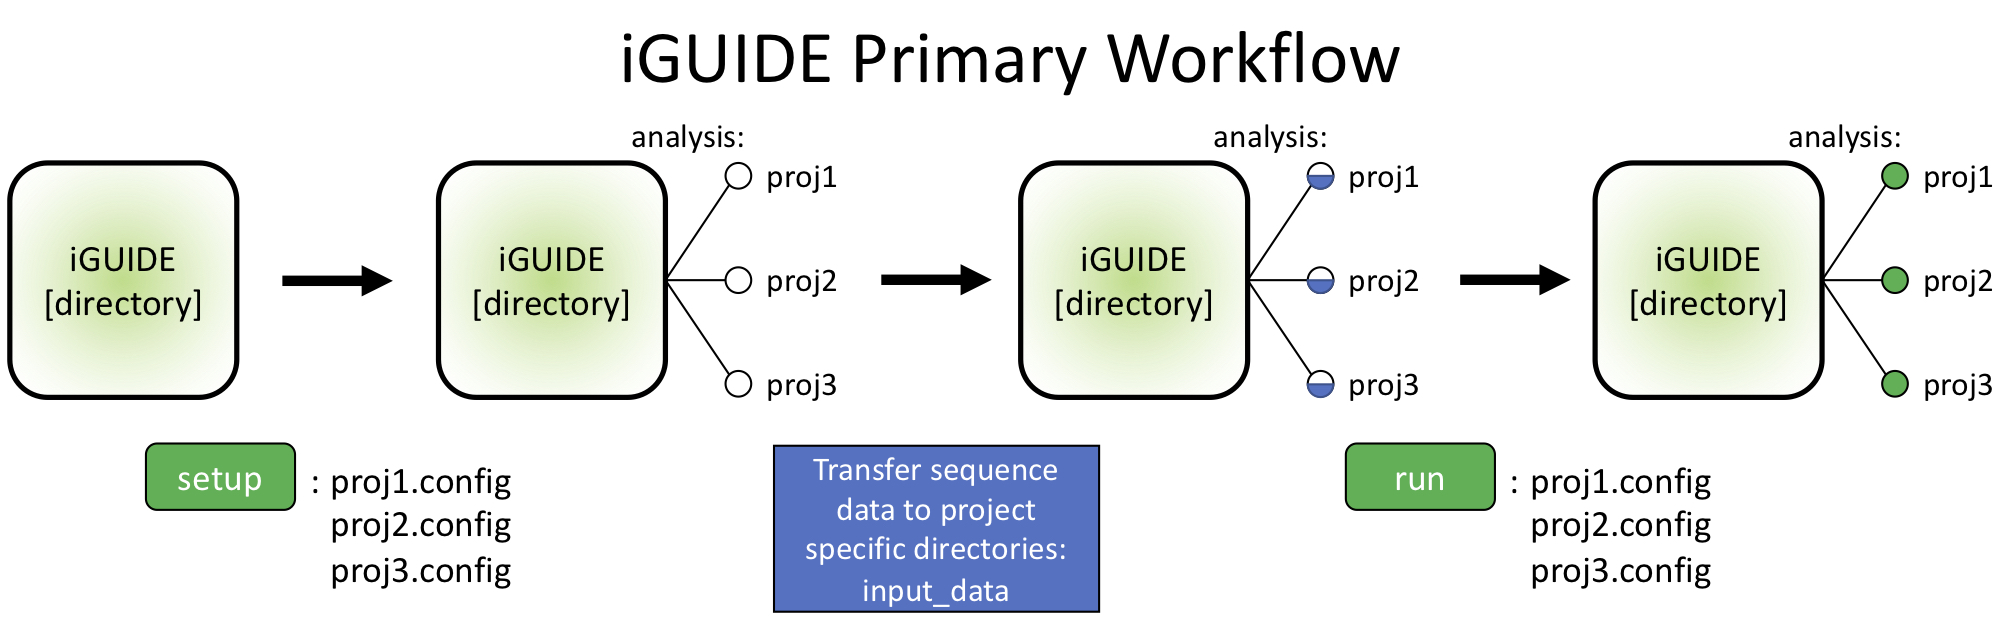 iGUIDE Primary Workflow
iGUIDE
[directory]
analysis:
iGUIDE
[directory]
proj1
proj2
proj3
analysis:
iGUIDE
[directory]
proj1
proj2
proj3
analysis:
iGUIDE
[directory]
proj1
proj2
proj3
setup : proj1.config
proj2.config
proj3.config
Transfer sequence
data to project
specific directories:
input_data
run : proj1.config
proj2.config
proj3.config